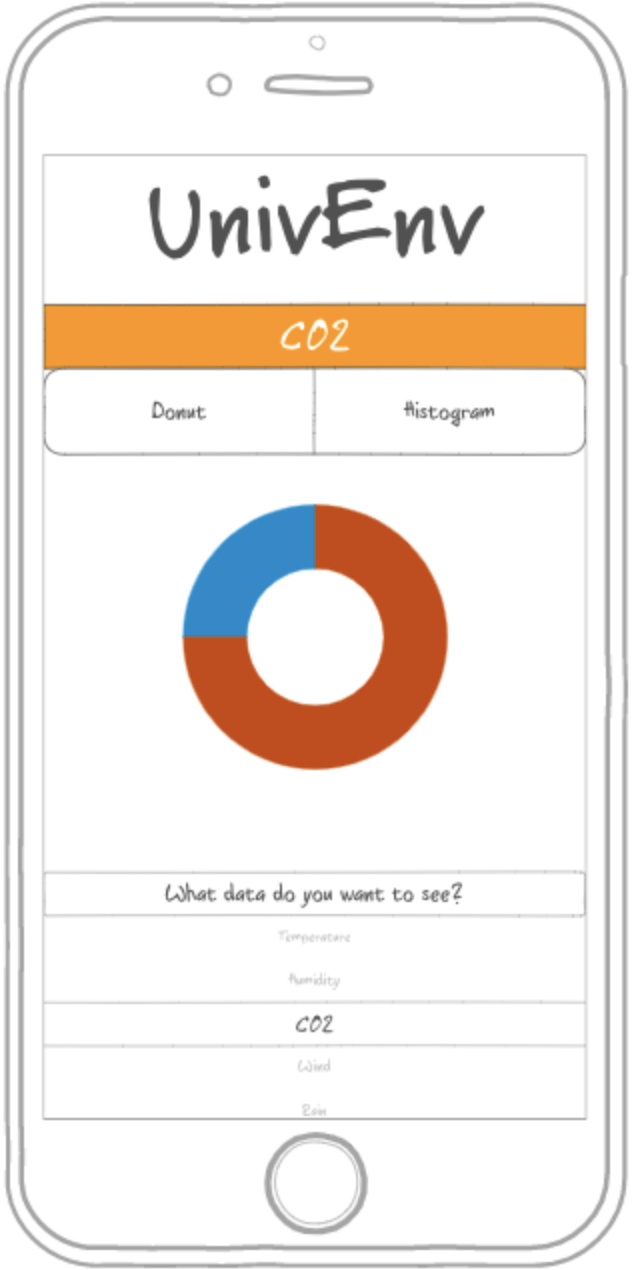 UnivEnv
CO2
Donut Histogram
What data do you want to see?
Temperature
Humidity
CO2
Wind
Rain